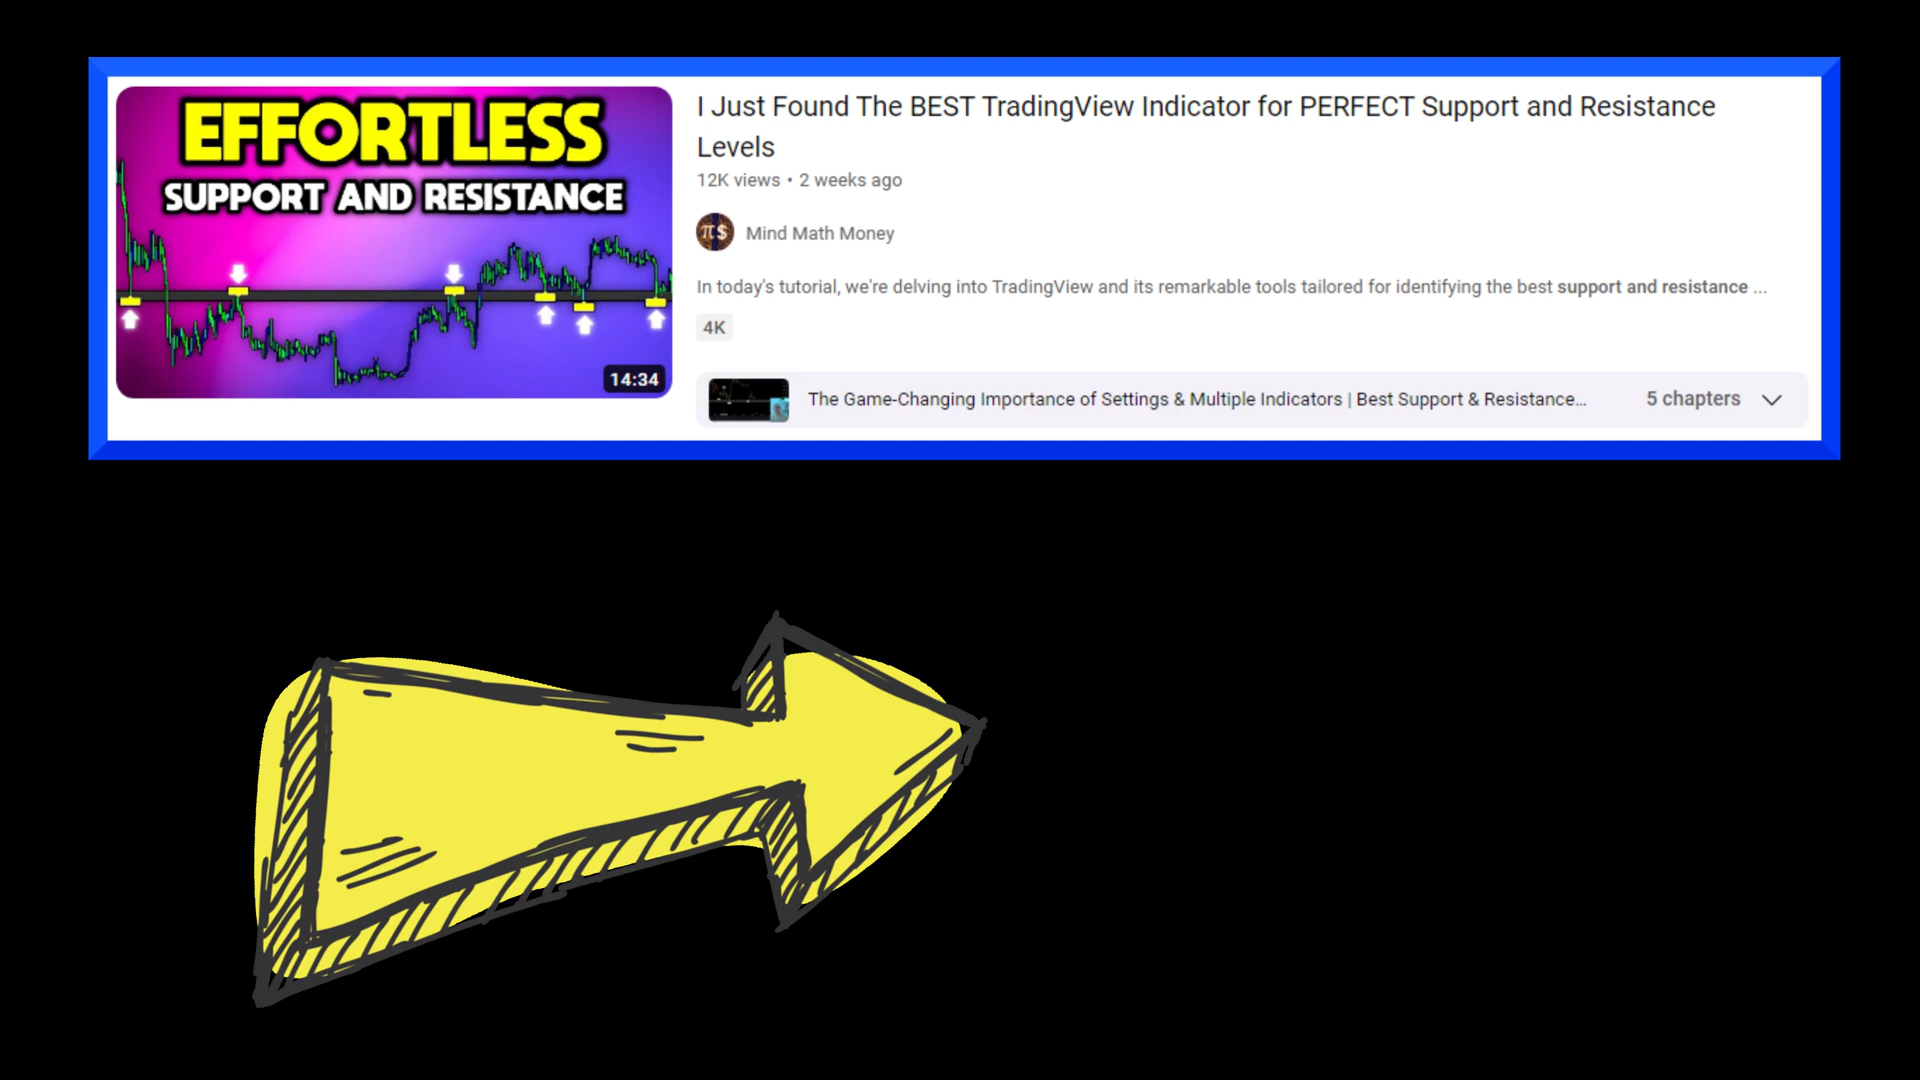 EFFORTLESS
SUPPORT AND RESISTANCE
14:34
I Just Found The BEST TradingView Indicator for PERFECT Support and Resistance
Levels
12K views • 2 weeks ago
π$
Mind Math Money
In today's tutorial, we're delving into TradingView and its remarkable tools tailored for identifying the best support and resistance ...
4K
The Game-Changing Importance of Settings & Multiple Indicators | Best Support & Resistance...
5 chapters